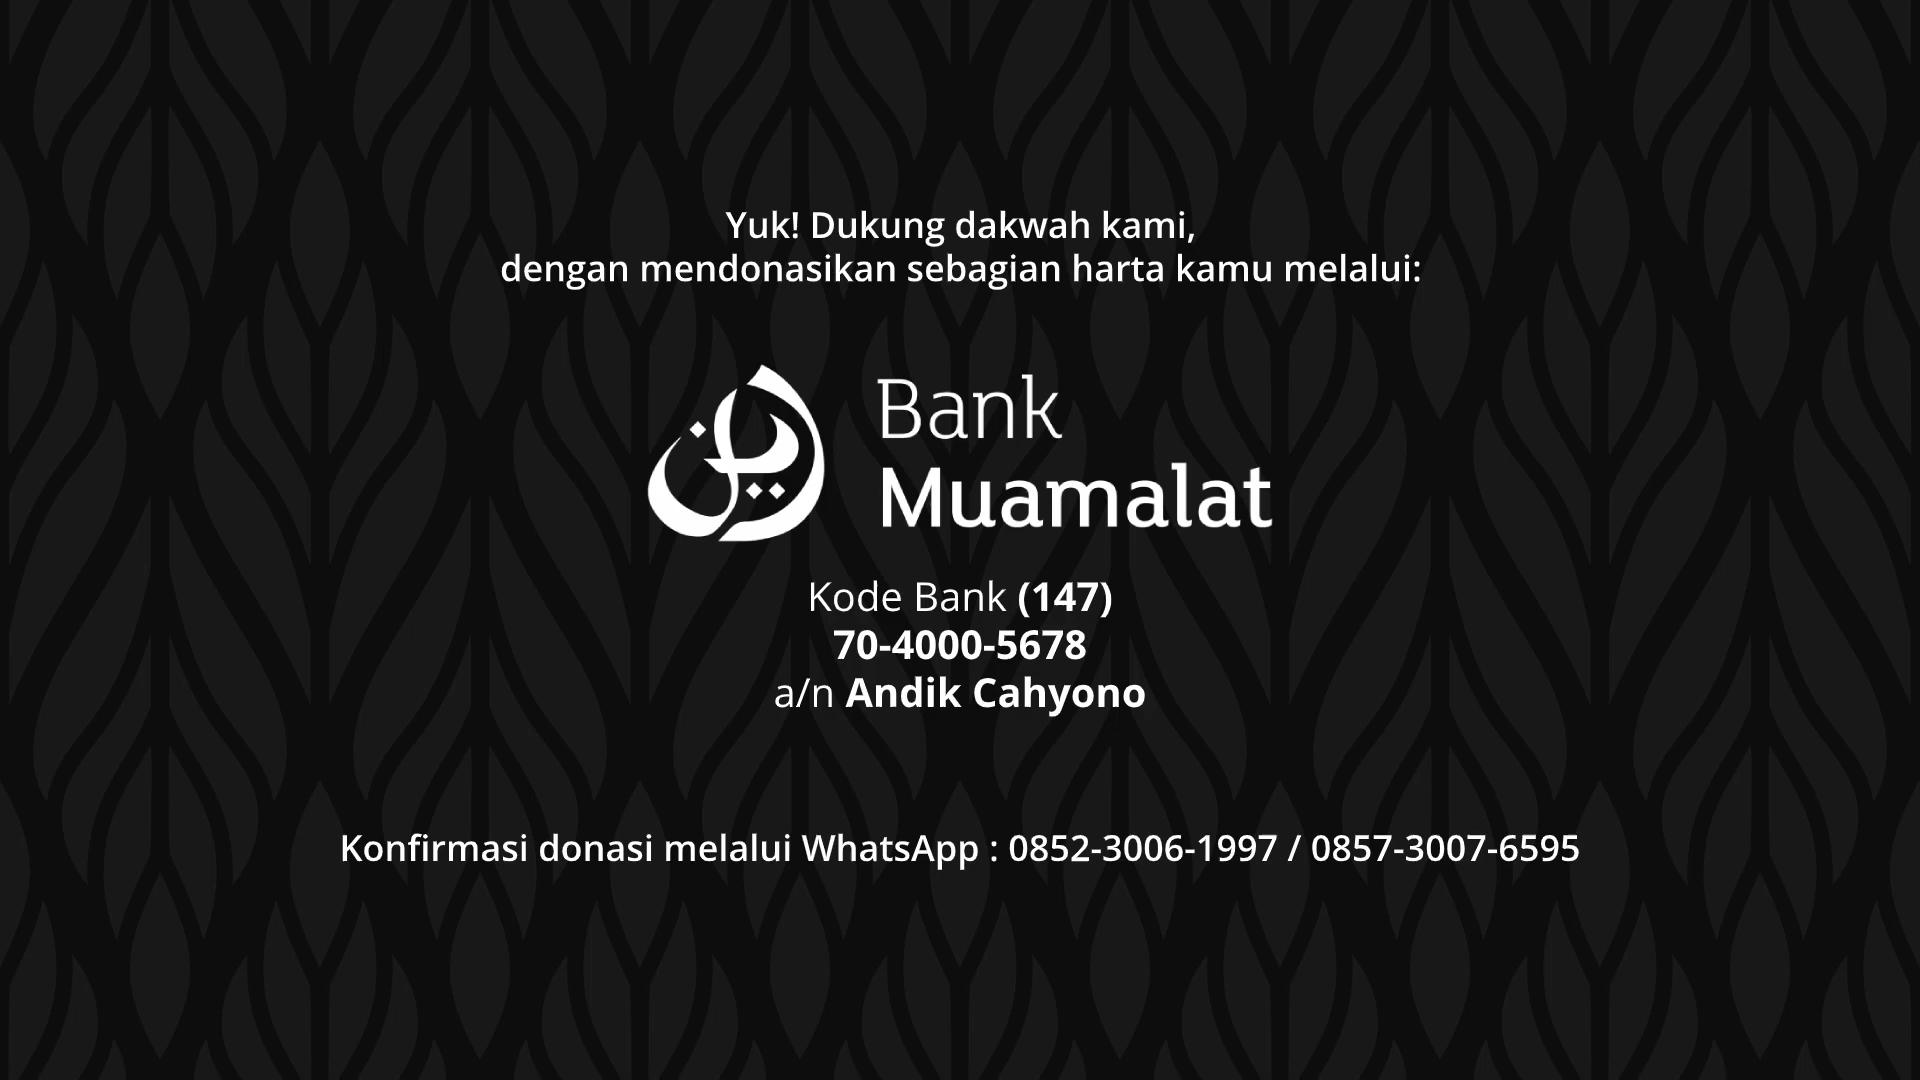 Yuk! Dukung dakwah kami,
dengan mendonasikan sebagian harta kamu melalui:
Bank
Muamalat
Kode Bank (147)
70-4000-5678
a/n Andik Cahyono
Konfirmasi donasi melalui WhatsApp : 0852-3006-1997 / 0857-3007-6595